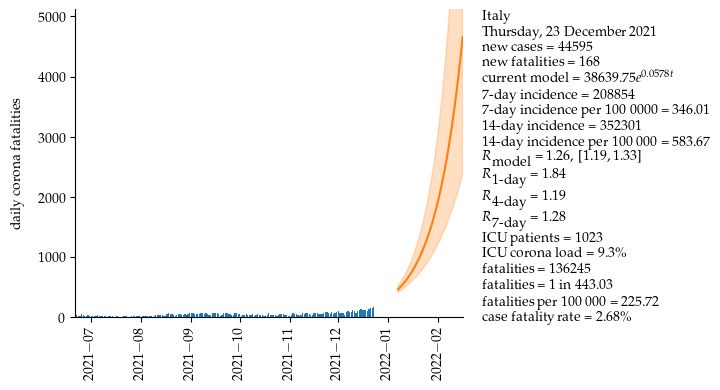 5000
4000
3000
2000
1000
0
daily corona fatalities
2021−07
2021−08
2021−09
2021−10
2021−11
2021−12
2022−01
2022−02
Italy
Thursday, 23 December 2021
new cases = 44595
new fatalities = 168
current model = 38639.75e^0.0578t
7-day incidence = 208854
7-day incidence per 100 0000 = 346.01
14-day incidence = 352301
14-day incidence per 100 000 = 583.67
R_model = 1.26, [1.19, 1.33]
R_1-day = 1.84
R_4-day = 1.19
R_7-day = 1.28
ICU patients = 1023
ICU corona load = 9.3%
fatalities = 136245
fatalities = 1 in 443.03
fatalities per 100 000 = 225.72
case fatality rate = 2.68%